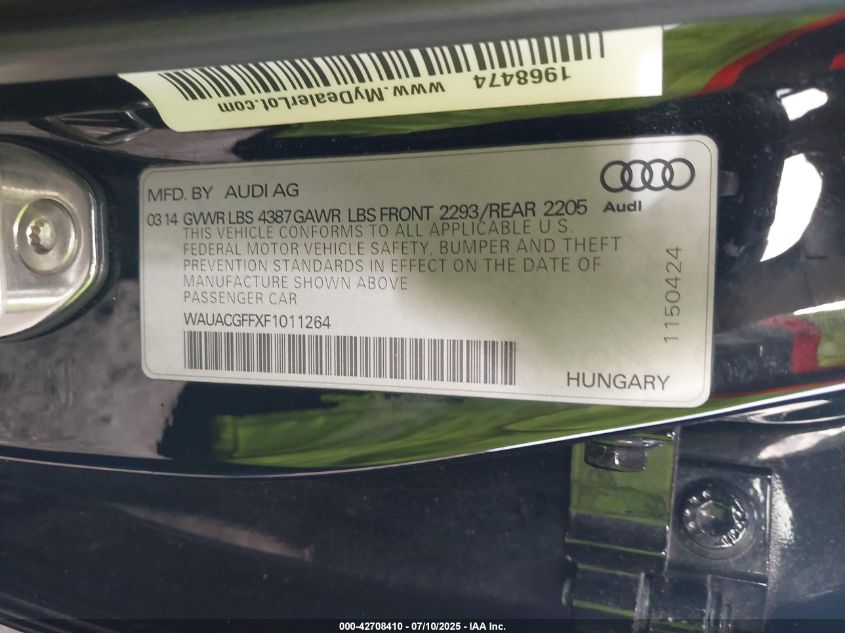 1968474
www.MyDealerLot.com
MFD. BY AUDI AG
0314 GVWR LBS 4387 GAWR LBS FRONT 2293/REAR 2205
Audi
THIS VEHICLE CONFORMS TO ALL APPLICABLE U.S.
FEDERAL MOTOR VEHICLE SAFETY, BUMPER AND THEFT
PREVENTION STANDARDS IN EFFECT ON THE DATE OF
MANUFACTURE SHOWN ABOVE
PASSENGER CAR
WAUACGFFXF1011264
1150424
HUNGARY
000-42708410 - 07/10/2025 - IAA Inc.